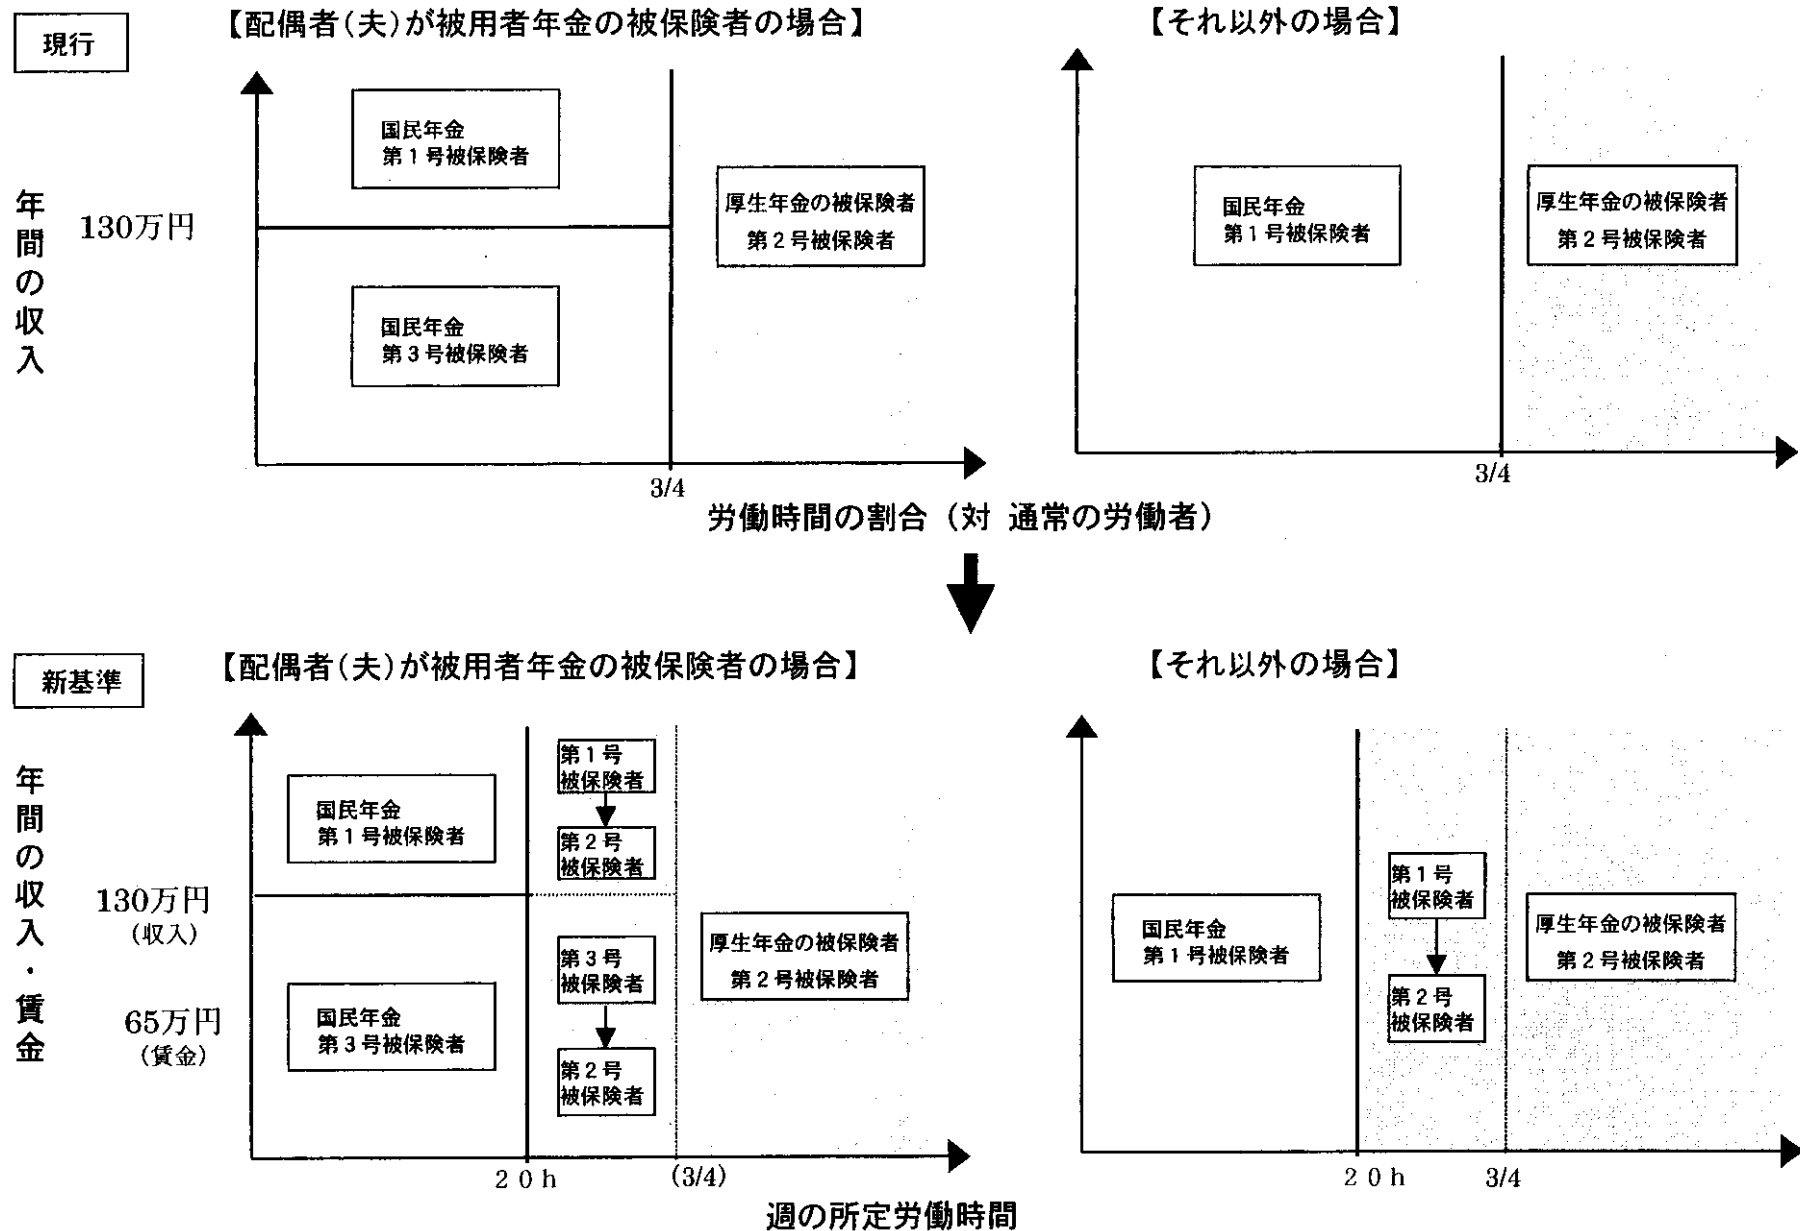 現行
【配偶者(夫)が被用者年金の被保険者の場合】
【それ以外の場合】
年間の収入
130万円
国民年金
第1号被保険者
国民年金
第3号被保険者
厚生年金の被保険者
第2号被保険者
3/4
国民年金
第1号被保険者
厚生年金の被保険者
第2号被保険者
3/4
労働時間の割合（対 通常の労働者）
新基準
【配偶者(夫)が被用者年金の被保険者の場合】
【それ以外の場合】
年間の収入・賃金
130万円
(収入)
65万円
(賃金)
国民年金
第1号被保険者
国民年金
第3号被保険者
第1号
被保険者
第2号
被保険者
第3号
被保険者
第2号
被保険者
厚生年金の被保険者
第2号被保険者
20h
(3/4)
国民年金
第1号被保険者
第1号
被保険者
第2号
被保険者
厚生年金の被保険者
第2号被保険者
20h
3/4
週の所定労働時間